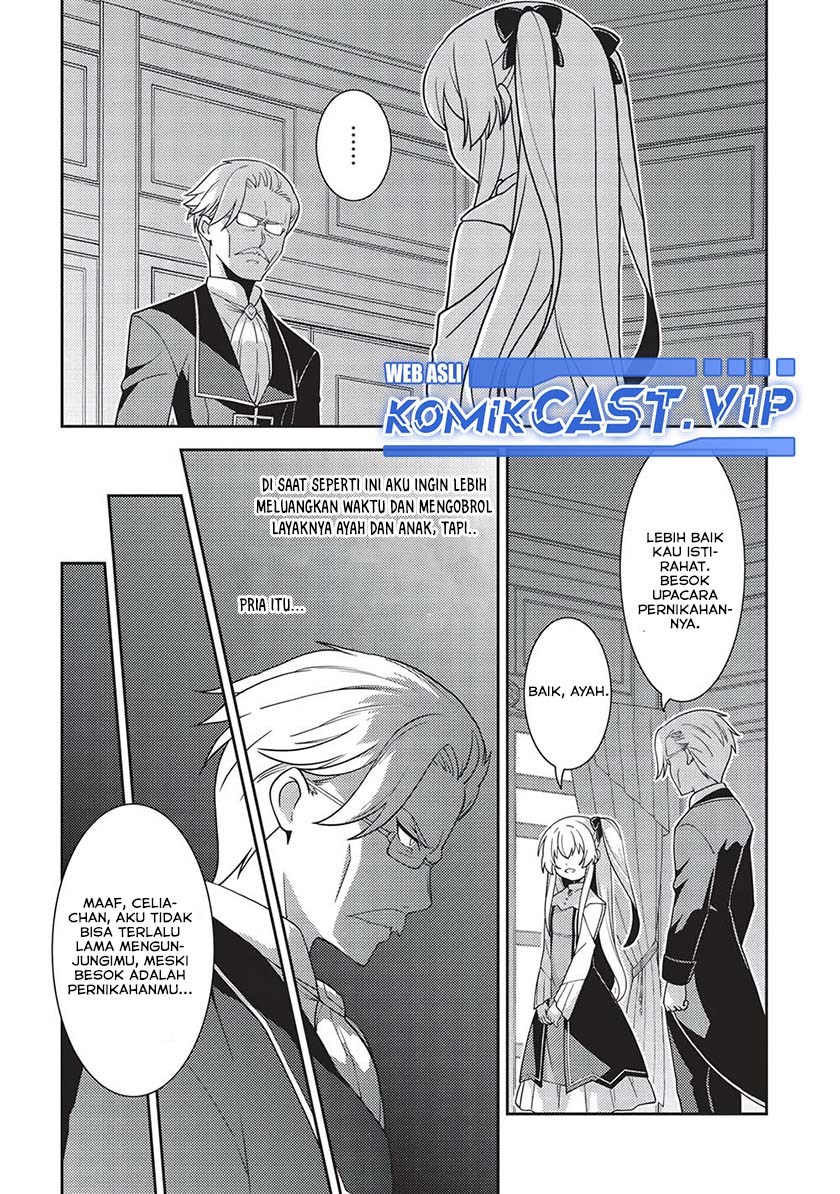 ......
WEB ASLI
KOMIKCAST.VIP
LEBIH BAIK
KAU ISTI-
RAHAT.
BESOK
UPACARA
PERNIKAHAN-
NYA.
BAIK, AYAH.
DI SAAT SEPERTI INI AKU INGIN LEBIH
MELUANGKAN WAKTU DAN MENGOBROL
LAYAKNYA AYAH DAN ANAK, TAPI..
PRIA ITU...
MAAF, CELIA-
CHAN, AKU TIDAK
BISA TERLALU
LAMA MENGUN-
JUNGIMU, MESKI
BESOK ADALAH
PERNIKAHANMU...